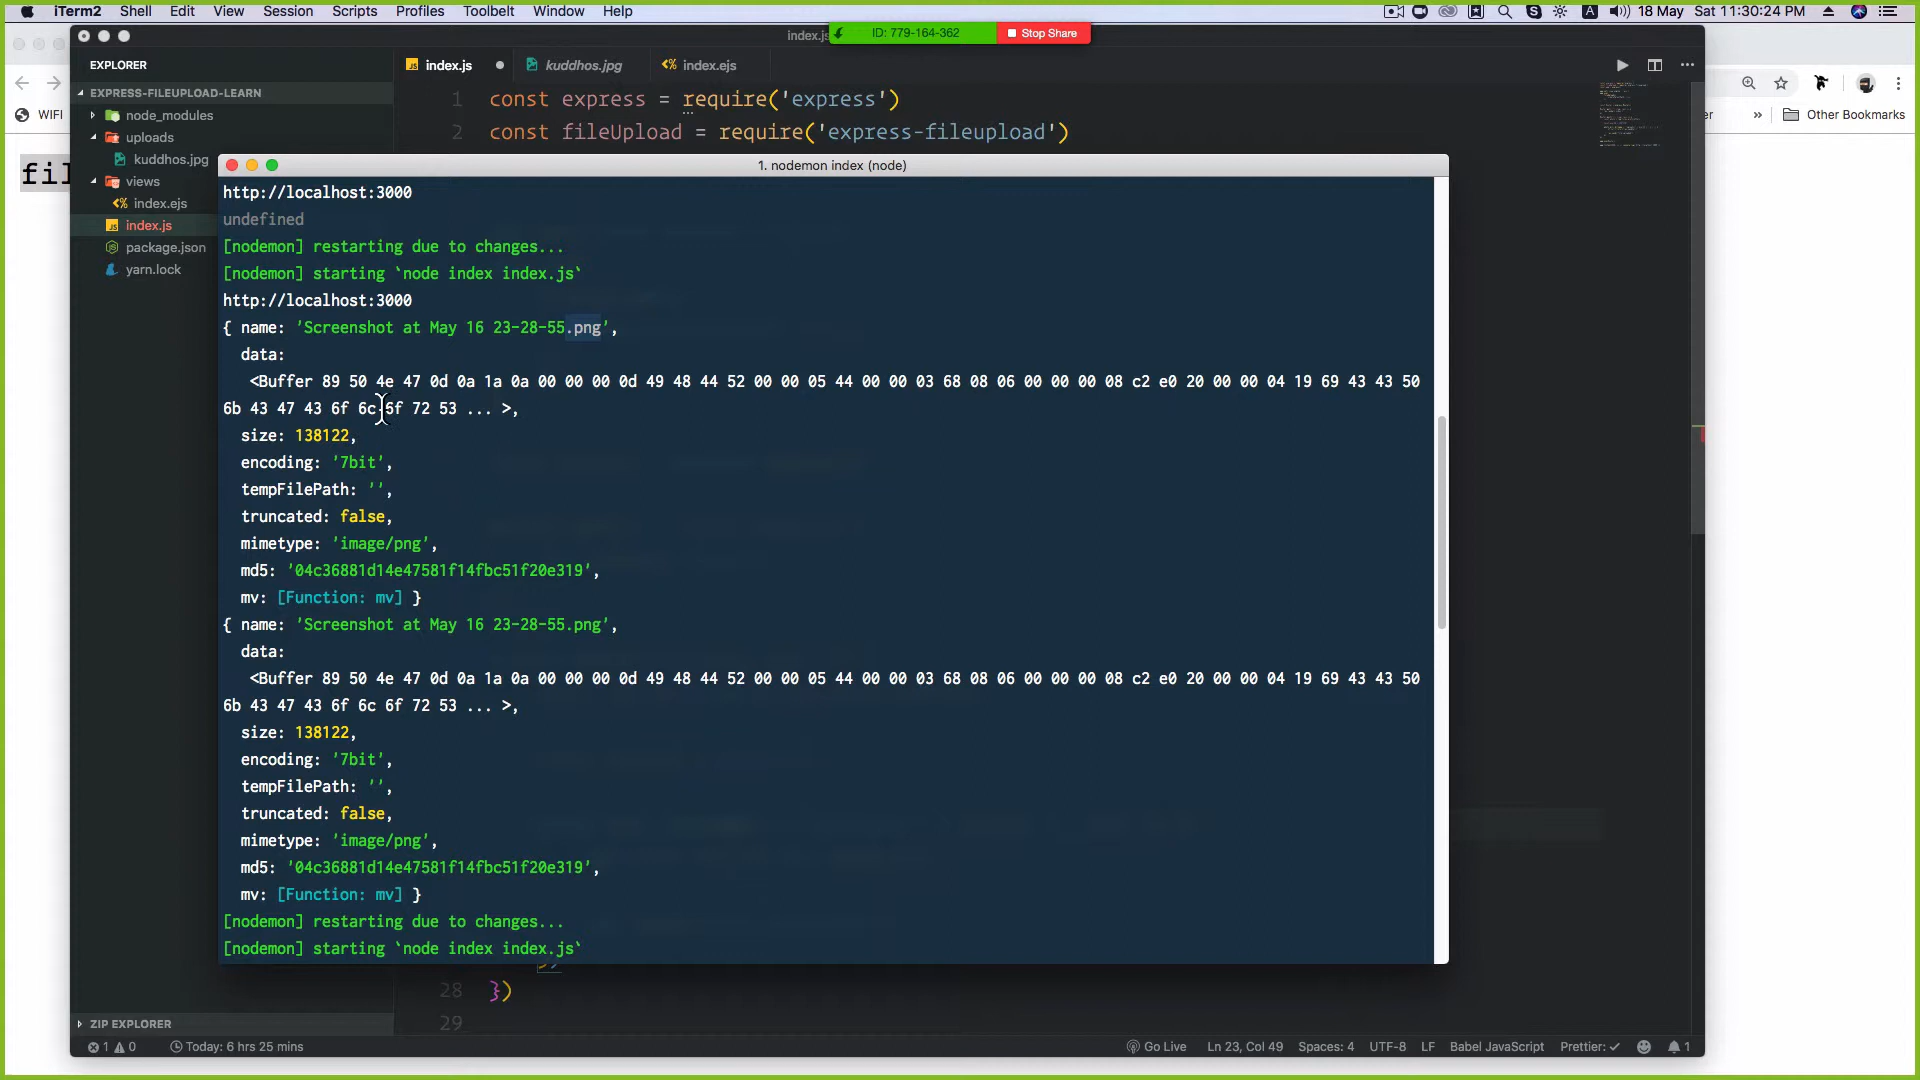 iTerm2 Shell Edit View Session Scripts Profiles Toolbelt Window Help
18 May Sat 11:30:24 PM
ID: 779-164-362 Stop Share
index.js
EXPLORER
index.js kuddhos.jpg index.ejs
EXPRESS-FILEUPLOAD-LEARN
node_modules
uploads
kuddhos.jpg
views
index.ejs
index.js
package.json
yarn.lock
WIFI
Other Bookmarks
fil
1 const express = require('express')
2 const fileUpload = require('express-fileupload')
1. nodemon index (node)
http://localhost:3000
undefined
[nodemon] restarting due to changes...
[nodemon] starting `node index index.js`
http://localhost:3000
{ name: 'Screenshot at May 16 23-28-55.png',
data:
<Buffer 89 50 4e 47 0d 0a 1a 0a 00 00 00 0d 49 48 44 52 00 00 05 44 00 00 03 68 08 06 00 00 00 08 c2 e0 20 00 00 04 19 69 43 43 50
6b 43 47 43 6f 6c 6f 72 53 ... >,
size: 138122,
encoding: '7bit',
tempFilePath: '',
truncated: false,
mimetype: 'image/png',
md5: '04c36881d14e47581f14fbc51f20e319',
mv: [Function: mv] }
{ name: 'Screenshot at May 16 23-28-55.png',
data:
<Buffer 89 50 4e 47 0d 0a 1a 0a 00 00 00 0d 49 48 44 52 00 00 05 44 00 00 03 68 08 06 00 00 00 08 c2 e0 20 00 00 04 19 69 43 43 50
6b 43 47 43 6f 6c 6f 72 53 ... >,
size: 138122,
encoding: '7bit',
tempFilePath: '',
truncated: false,
mimetype: 'image/png',
md5: '04c36881d14e47581f14fbc51f20e319',
mv: [Function: mv] }
[nodemon] restarting due to changes...
[nodemon] starting `node index index.js`
28 })
29
ZIP EXPLORER
1 0 Today: 6 hrs 25 mins Go Live Ln 23, Col 49 Spaces: 4 UTF-8 LF Babel JavaScript Prettier: ✓ 1